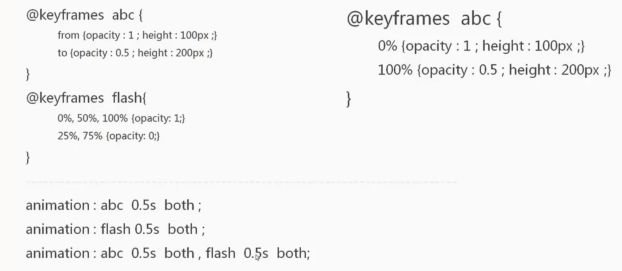 @keyframes abc {
from {opacity : 1 ; height : 100px ;}
to {opacity : 0.5 ; height : 200px ;}
}
@keyframes flash{
0%, 50%, 100% {opacity: 1;}
25%, 75% {opacity: 0;}
}
@keyframes abc {
0% {opacity : 1 ; height : 100px ;}
100% {opacity : 0.5 ; height : 200px ;}
}
animation : abc 0.5s both ;
animation : flash 0.5s both ;
animation : abc 0.5s both , flash 0.5s both;